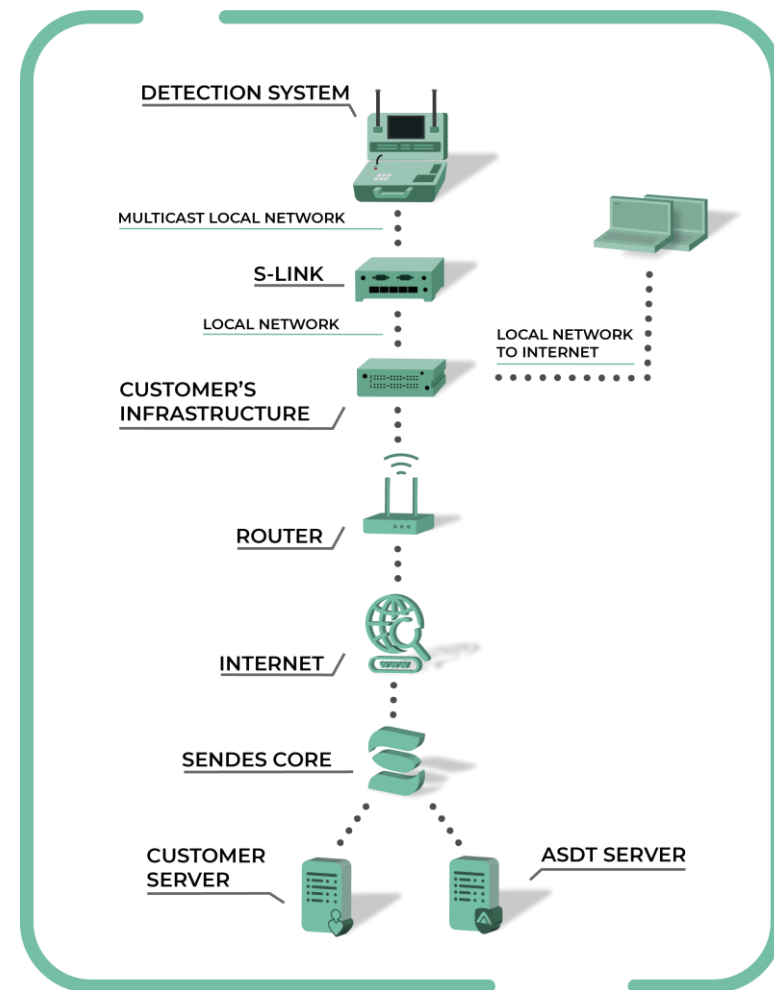 DETECTION SYSTEM
MULTICAST LOCAL NETWORK
S-LINK
LOCAL NETWORK
LOCAL NETWORK
TO INTERNET
CUSTOMER'S
INFRASTRUCTURE
ROUTER
INTERNET
WWW
SENDES CORE
CUSTOMER
SERVER
ASDT SERVER